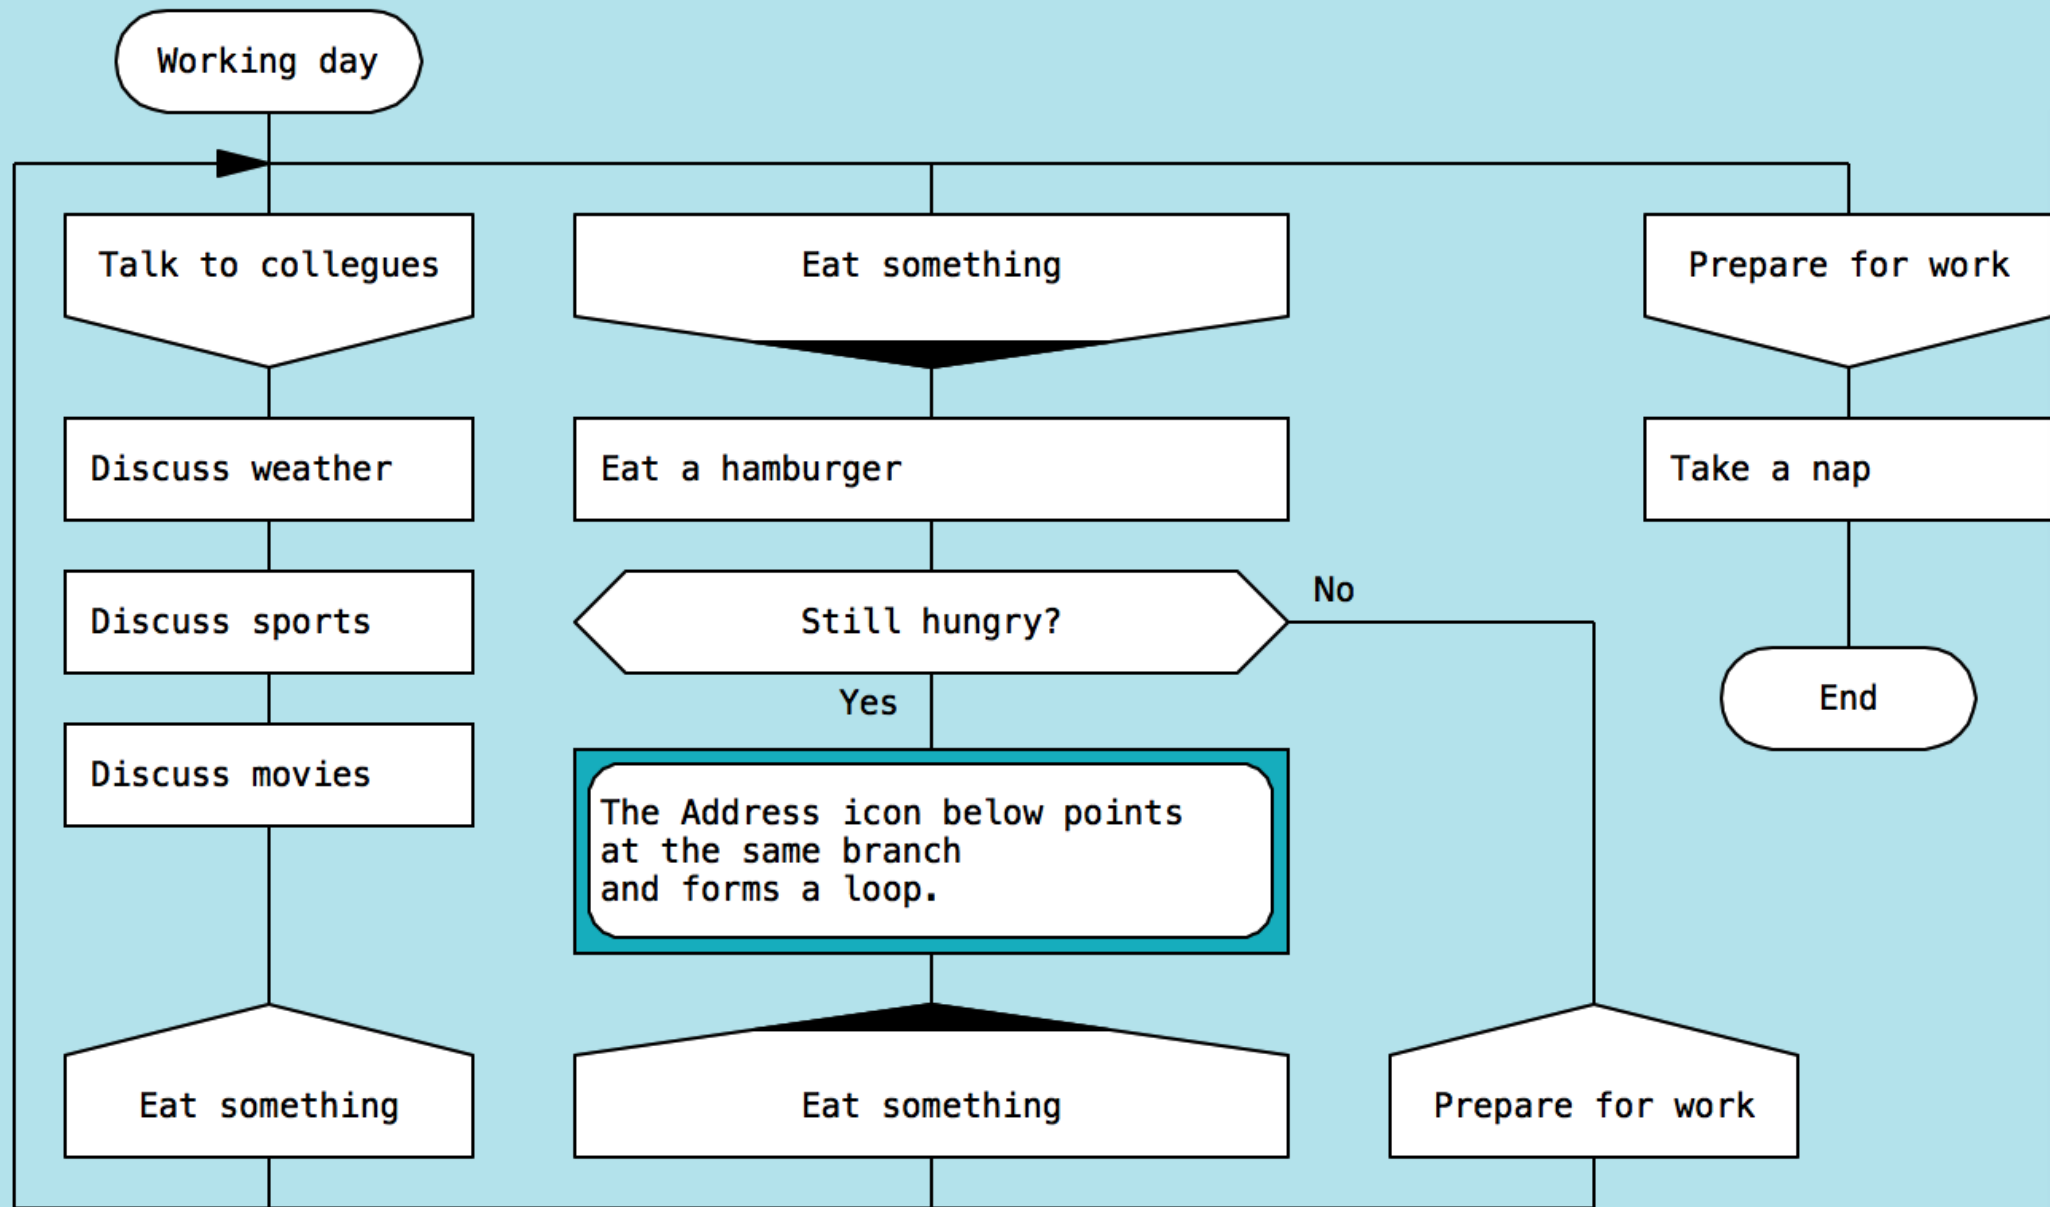 Working day
Talk to collegues
Eat something
Prepare for work
Discuss weather
Eat a hamburger
Take a nap
Discuss sports
Still hungry?
No
Yes
End
Discuss movies
The Address icon below points
at the same branch
and forms a loop.
Eat something
Eat something
Prepare for work